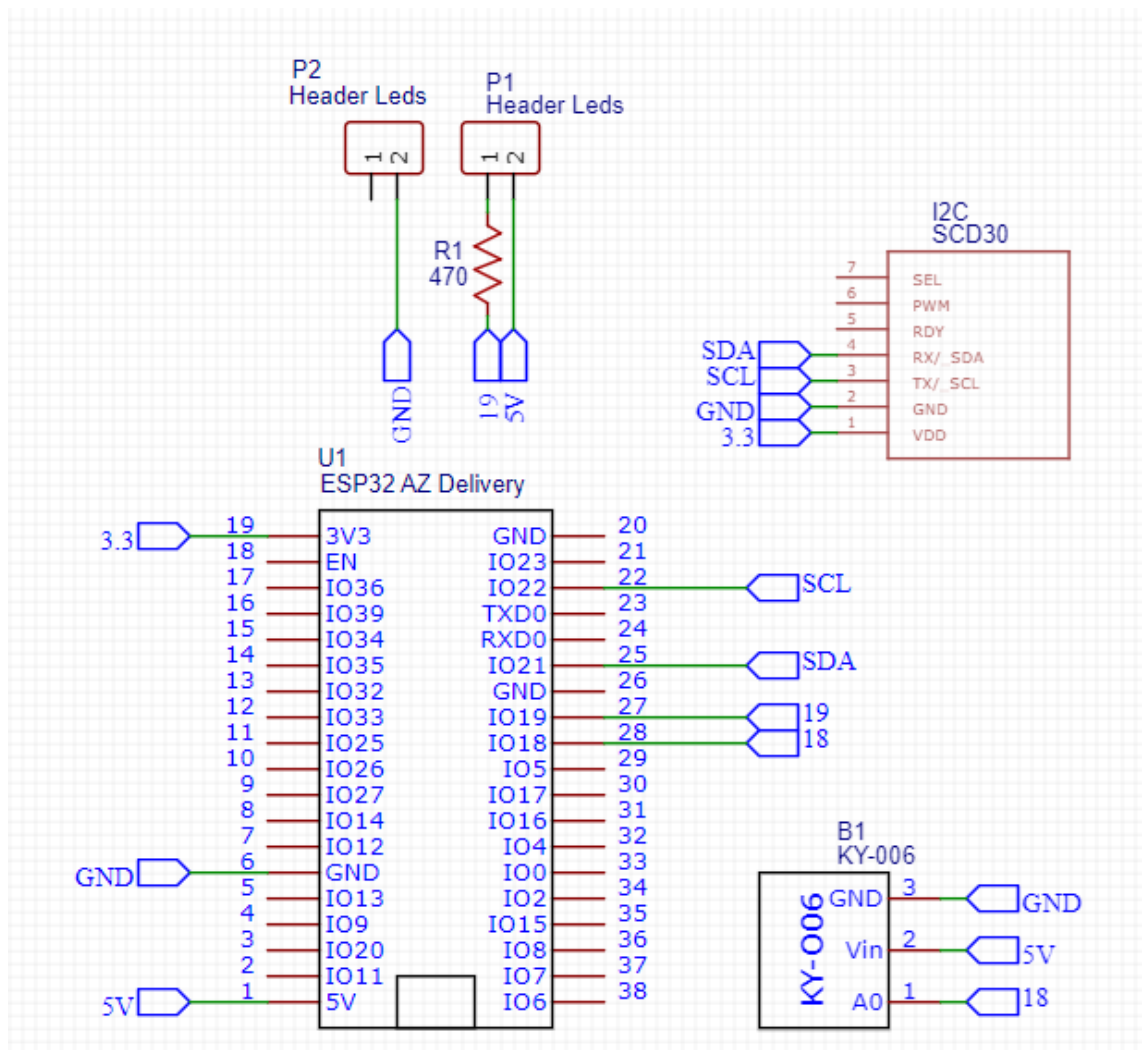 P2
Header Leds
1
2
GND
P1
Header Leds
1
2
R1
470
19
5V
I2C
SCD30
7 SEL
6 PWM
5 RDY
SDA 4 RX/_SDA
SCL 3 TX/_SCL
GND 2 GND
3.3 1 VDD
U1
ESP32 AZ Delivery
3.3 19 3V3 GND 20
18 EN IO23 21
17 IO36 IO22 22 SCL
16 IO39 TXD0 23
15 IO34 RXD0 24
14 IO35 IO21 25 SDA
13 IO32 GND 26
12 IO33 IO19 27 19
11 IO25 IO18 28 18
10 IO26 IO5 29
9 IO27 IO17 30
8 IO14 IO16 31
7 IO12 IO4 32
GND 6 GND IO0 33
5 IO13 IO2 34
4 IO9 IO15 35
3 IO20 IO8 36
2 IO11 IO7 37
5V 1 5V IO6 38
B1
KY-006
KY-006
GND 3 GND
Vin 2 5V
A0 1 18